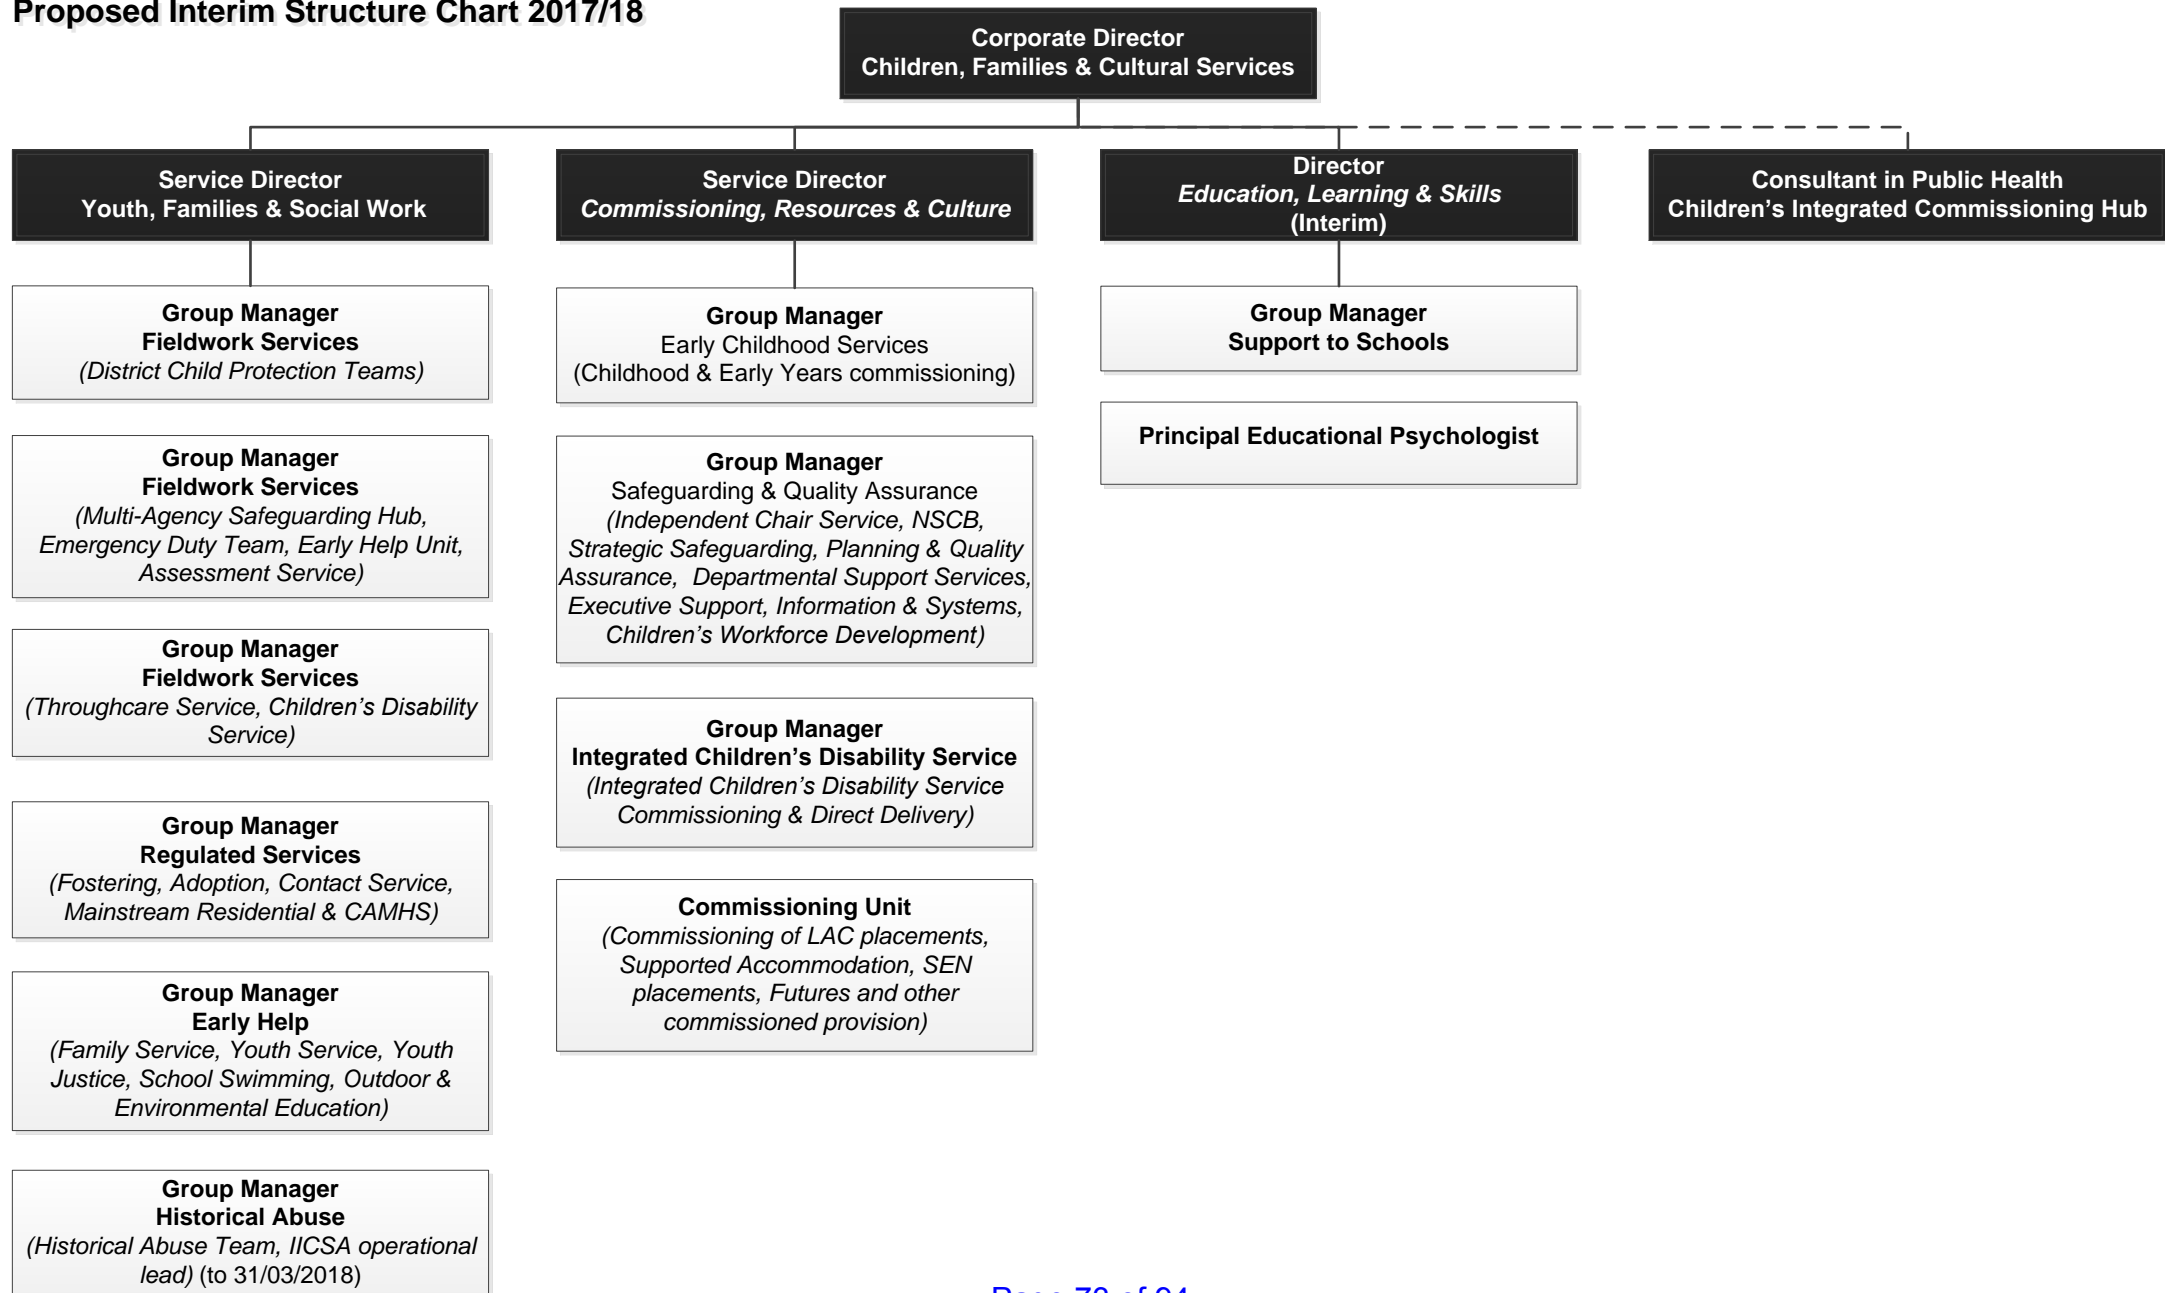 Proposed Interim Structure Chart 2017/18
Corporate Director
Children, Families & Cultural Services
Service Director
Youth, Families & Social Work
Service Director
Commissioning, Resources & Culture
Director
Education, Learning & Skills
(Interim)
Consultant in Public Health
Children’s Integrated Commissioning Hub
Group Manager
Fieldwork Services
(District Child Protection Teams)
Group Manager
Fieldwork Services
(Multi-Agency Safeguarding Hub,
Emergency Duty Team, Early Help Unit,
Assessment Service)
Group Manager
Fieldwork Services
(Throughcare Service, Children’s Disability
Service)
Group Manager
Regulated Services
(Fostering, Adoption, Contact Service,
Mainstream Residential & CAMHS)
Group Manager
Early Help
(Family Service, Youth Service, Youth
Justice, School Swimming, Outdoor &
Environmental Education)
Group Manager
Historical Abuse
(Historical Abuse Team, IICSA operational
lead) (to 31/03/2018)
Group Manager
Early Childhood Services
(Childhood & Early Years commissioning)
Group Manager
Safeguarding & Quality Assurance
(Independent Chair Service, NSCB,
Strategic Safeguarding, Planning & Quality
Assurance, Departmental Support Services,
Executive Support, Information & Systems,
Children’s Workforce Development)
Group Manager
Integrated Children’s Disability Service
(Integrated Children’s Disability Service
Commissioning & Direct Delivery)
Commissioning Unit
(Commissioning of LAC placements,
Supported Accommodation, SEN
placements, Futures and other
commissioned provision)
Group Manager
Support to Schools
Principal Educational Psychologist
Page of